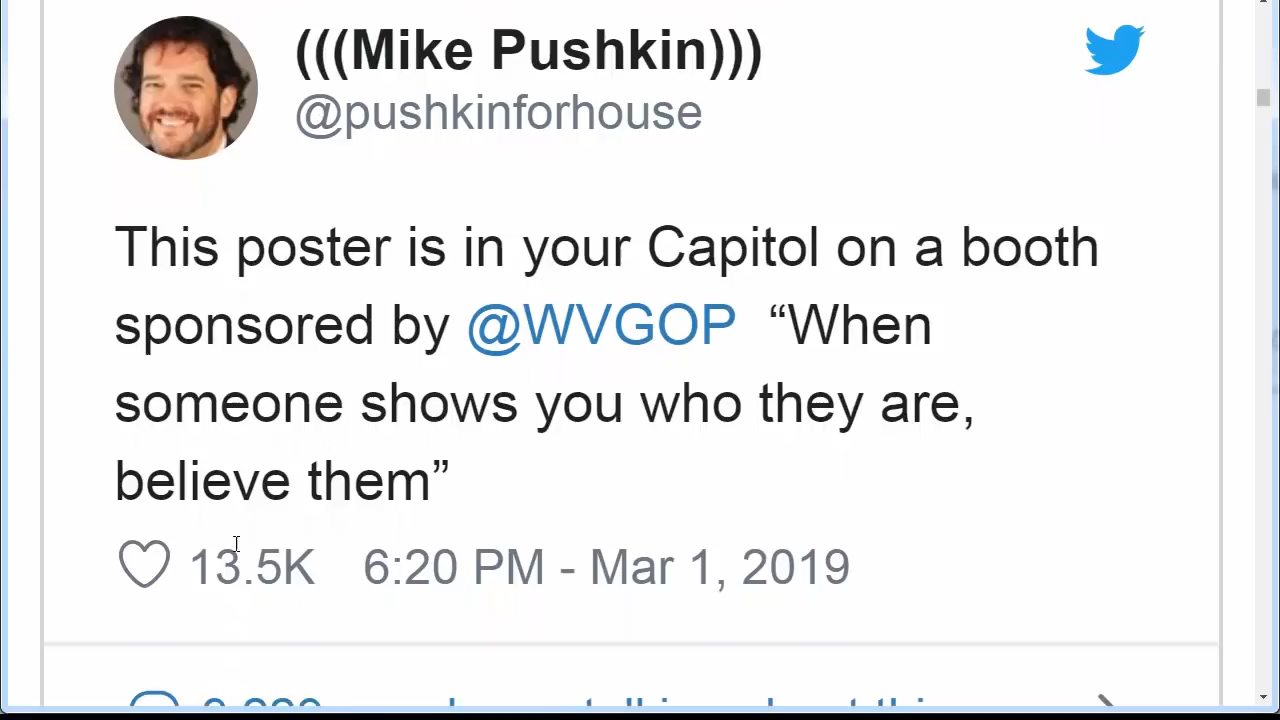 (((Mike Pushkin)))
@pushkinforhouse
This poster is in your Capitol on a booth
sponsored by @WVGOP “When
someone shows you who they are,
believe them”
13.5K 6:20 PM - Mar 1, 2019